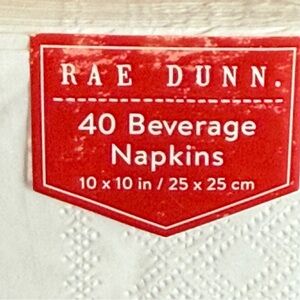 RAE DUNN.
40 Beverage
Napkins
10 x 10 in / 25 x 25 cm